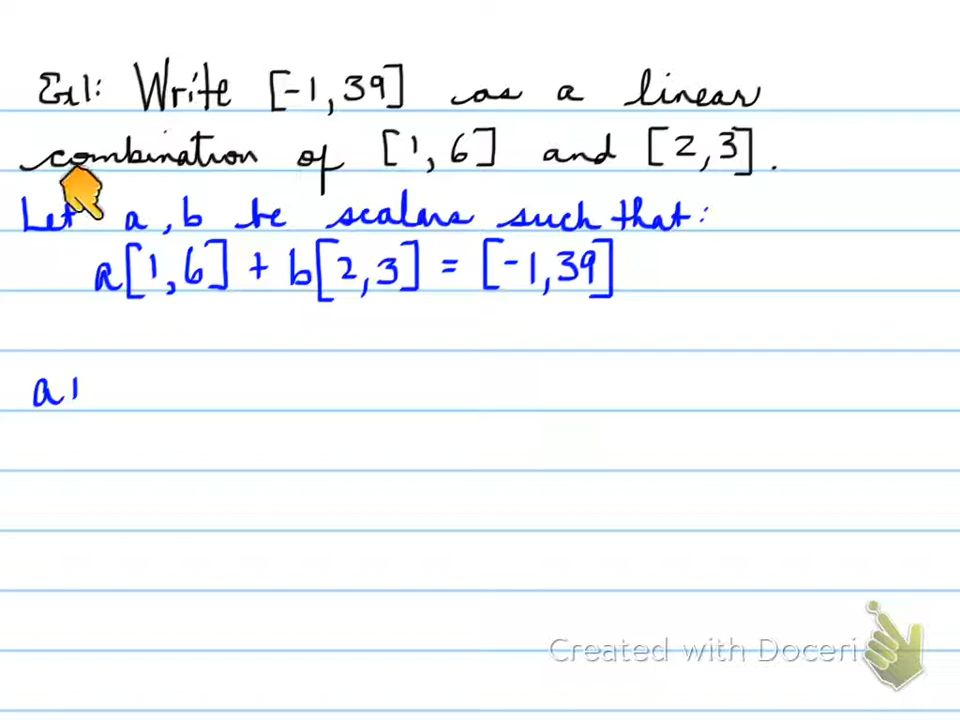 Ex1: Write [-1,39] as a linear
combination of [1,6] and [2,3].
Let a,b be scalars such that:
a[1,6] + b[2,3] = [-1,39]
a
Created with Doceri